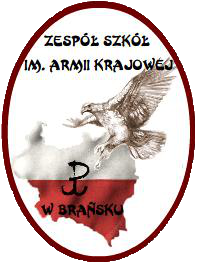 ZESPÓŁ SZKÓŁ
IM. ARMII KRAJOWEJ
W BRAŃSKU